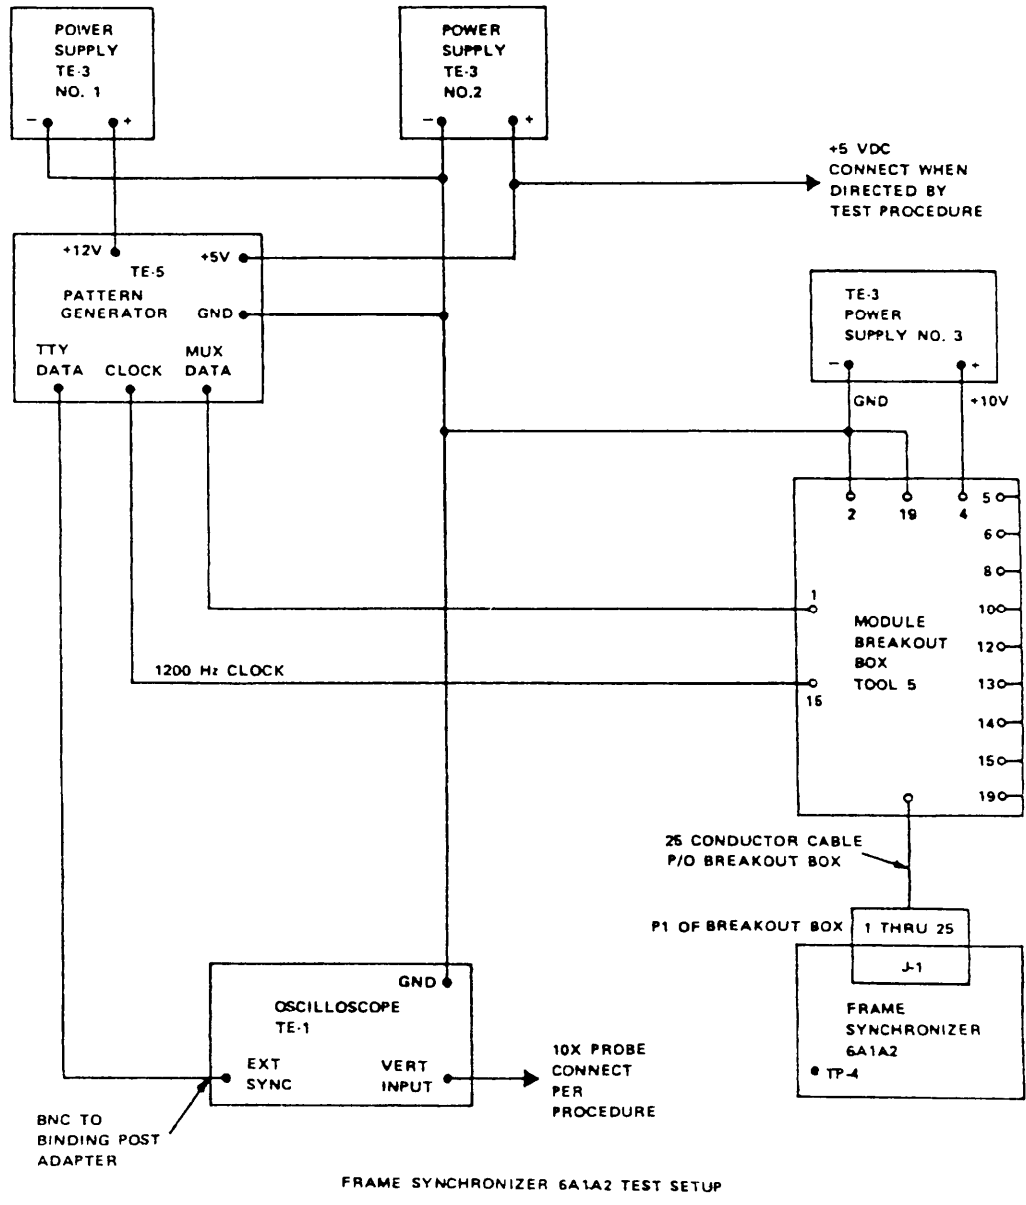 POWER
SUPPLY
TE-3
NO. 1
- +
POWER
SUPPLY
TE-3
NO.2
- +
+5 VDC
CONNECT WHEN
DIRECTED BY
TEST PROCEDURE
+12V
TE-5
+5V
PATTERN
GENERATOR
GND
TTY
DATA
CLOCK
MUX
DATA
TE-3
POWER
SUPPLY NO. 3
- +
GND
+10V
2
19
4
5
6
8
10
12
13
14
15
19
1
16
MODULE
BREAKOUT
BOX
TOOL 5
1200 Hz CLOCK
25 CONDUCTOR CABLE
P/O BREAKOUT BOX
P1 OF BREAKOUT BOX
1 THRU 25
J-1
FRAME
SYNCHRONIZER
6A1A2
TP-4
GND
OSCILLOSCOPE
TE-1
EXT
SYNC
VERT
INPUT
10X PROBE
CONNECT
PER
PROCEDURE
BNC TO
BINDING POST
ADAPTER
FRAME SYNCHRONIZER 6A1A2 TEST SETUP